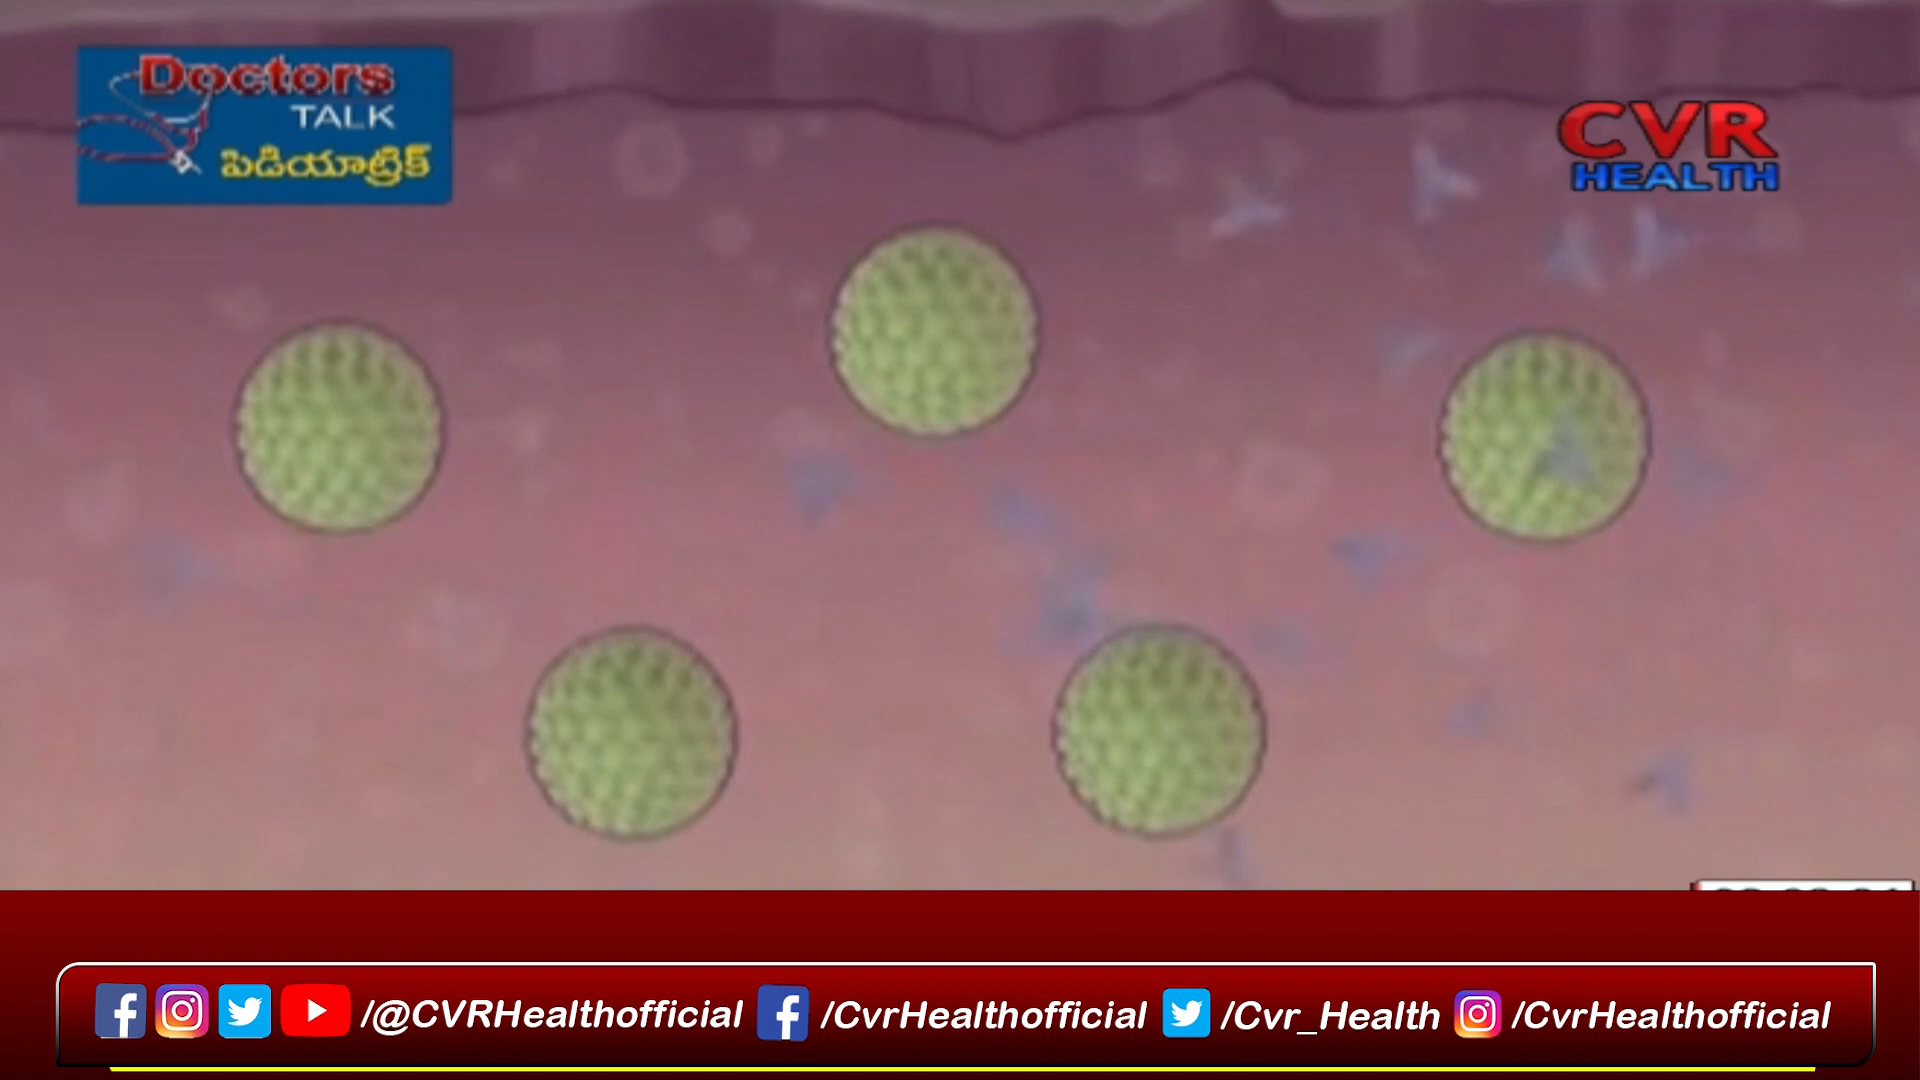 Doctors
TALK
పిడియాట్రిక్
CVR
HEALTH
/@CVRHealthofficial /CvrHealthofficial /Cvr_Health /CvrHealthofficial